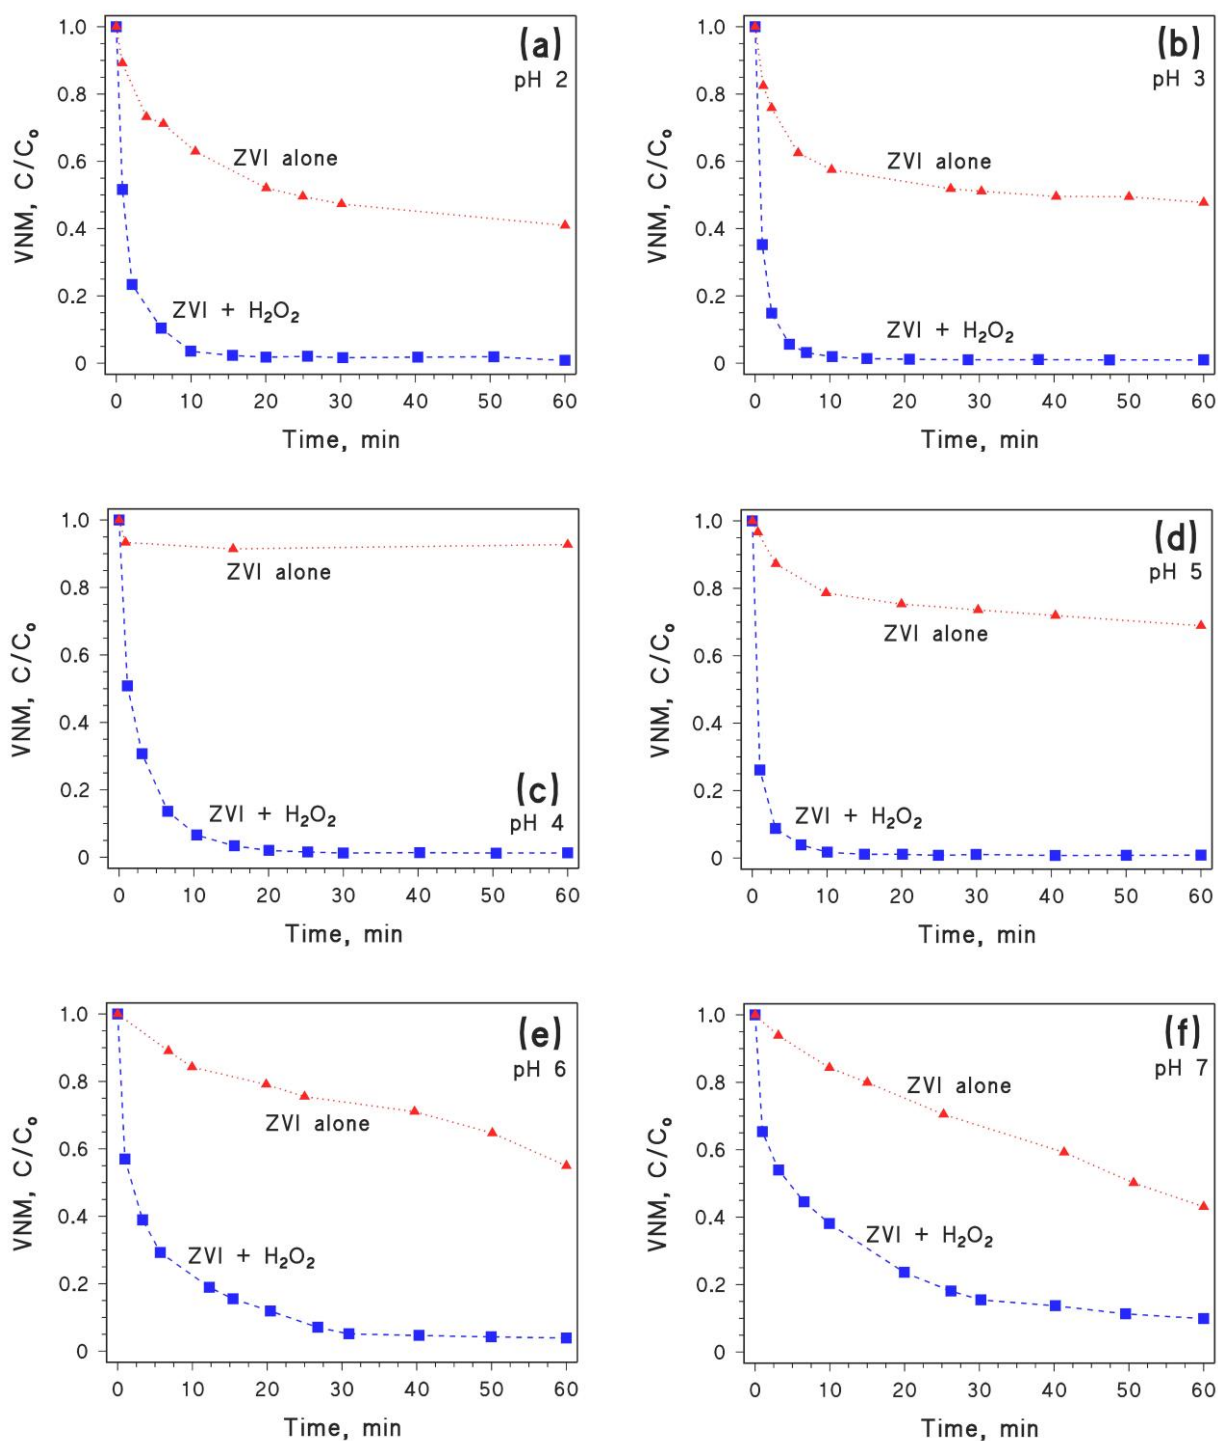 (a)
pH 2
1.0
0.8
0.6
0.4
0.2
0
VNM, C/C₀
ZVI alone
ZVI + H₂O₂
0 10 20 30 40 50 60
Time, min
(b)
pH 3
1.0
0.8
0.6
0.4
0.2
0
VNM, C/C₀
ZVI alone
ZVI + H₂O₂
0 10 20 30 40 50 60
Time, min
1.0
0.8
0.6
0.4
0.2
0
VNM, C/C₀
ZVI alone
(c)
pH 4
ZVI + H₂O₂
0 10 20 30 40 50 60
Time, min
(d)
pH 5
1.0
0.8
0.6
0.4
0.2
0
VNM, C/C₀
ZVI alone
ZVI + H₂O₂
0 10 20 30 40 50 60
Time, min
(e)
pH 6
1.0
0.8
0.6
0.4
0.2
0
VNM, C/C₀
ZVI alone
ZVI + H₂O₂
0 10 20 30 40 50 60
Time, min
(f)
pH 7
1.0
0.8
0.6
0.4
0.2
0
VNM, C/C₀
ZVI alone
ZVI + H₂O₂
0 10 20 30 40 50 60
Time, min